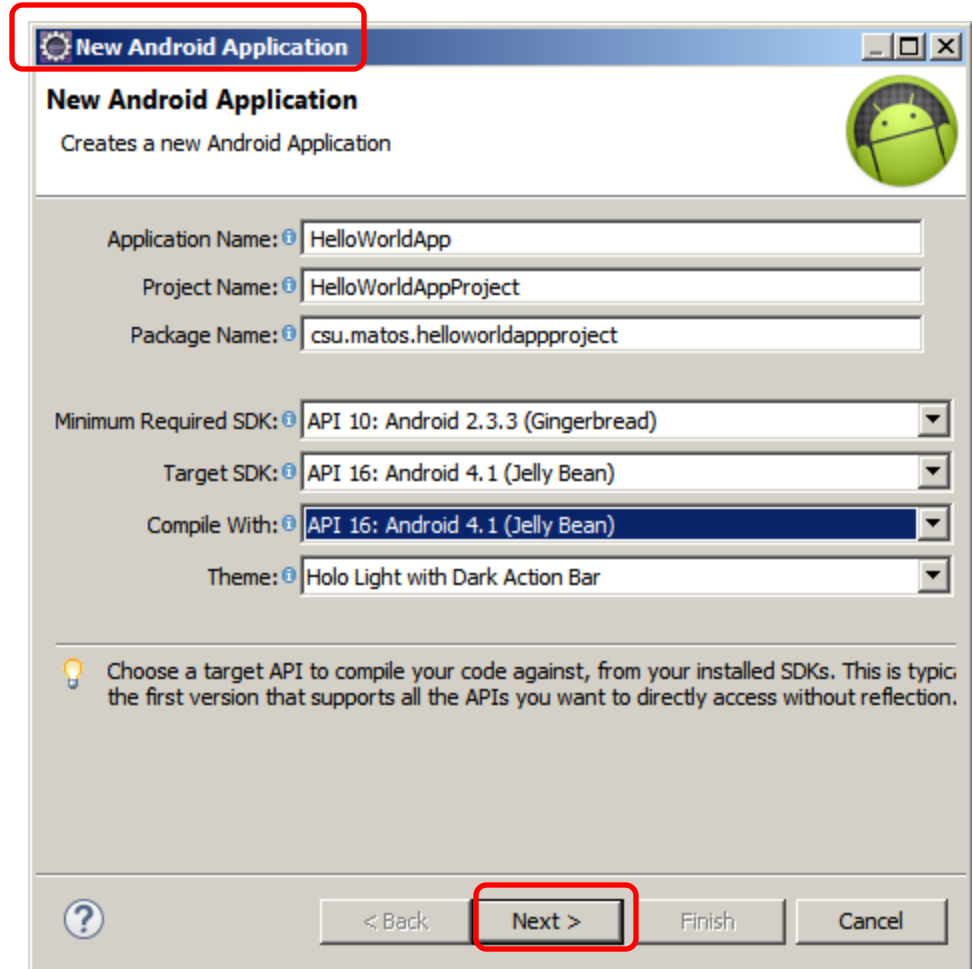 New Android Application
New Android Application
Creates a new Android Application
Application Name: HelloWorldApp
Project Name: HelloWorldAppProject
Package Name: csu.matos.helloworldappproject
Minimum Required SDK: API 10: Android 2.3.3 (Gingerbread)
Target SDK: API 16: Android 4.1 (Jelly Bean)
Compile With: API 16: Android 4.1 (Jelly Bean)
Theme: Holo Light with Dark Action Bar
Choose a target API to compile your code against, from your installed SDKs. This is typica
the first version that supports all the APIs you want to directly access without reflection.
? < Back Next > Finish Cancel